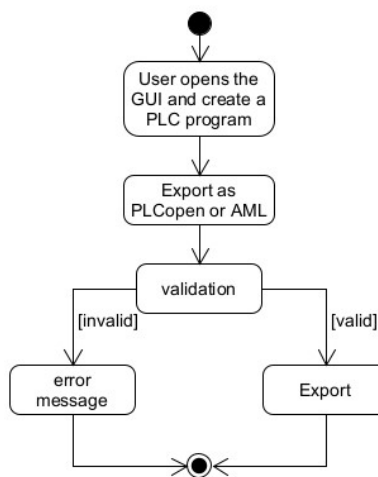 User opens the
GUI and create a
PLC program
Export as
PLCopen or AML
validation
[invalid]
[valid]
error
message
Export